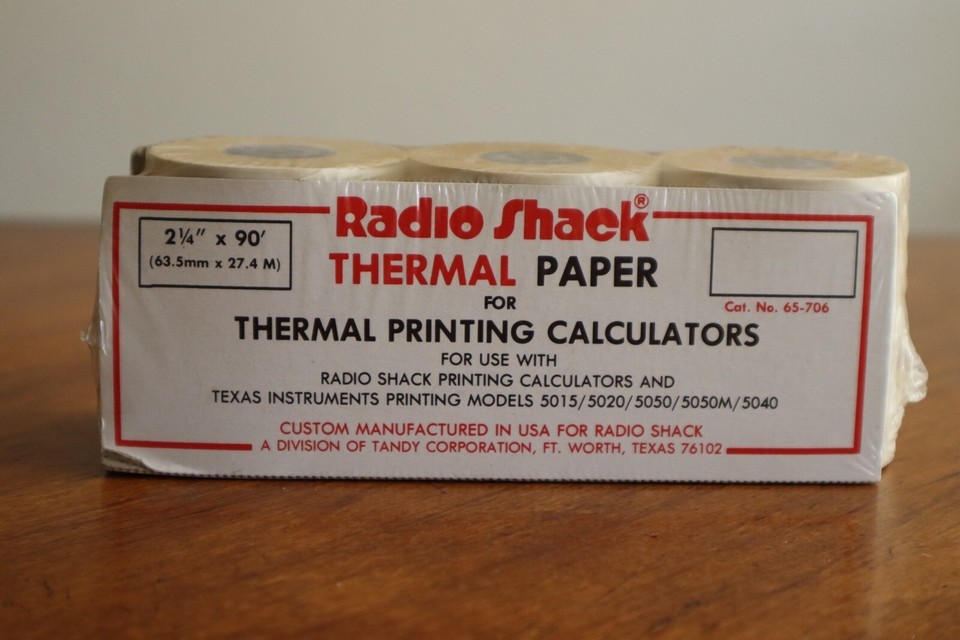 Radio Shack®
2¼" x 90'
(63.5mm x 27.4 M)
THERMAL PAPER
Cat. No. 65-706
FOR
THERMAL PRINTING CALCULATORS
FOR USE WITH
RADIO SHACK PRINTING CALCULATORS AND
TEXAS INSTRUMENTS PRINTING MODELS 5015/5020/5050/5050M/5040
CUSTOM MANUFACTURED IN USA FOR RADIO SHACK
A DIVISION OF TANDY CORPORATION, FT. WORTH, TEXAS 76102